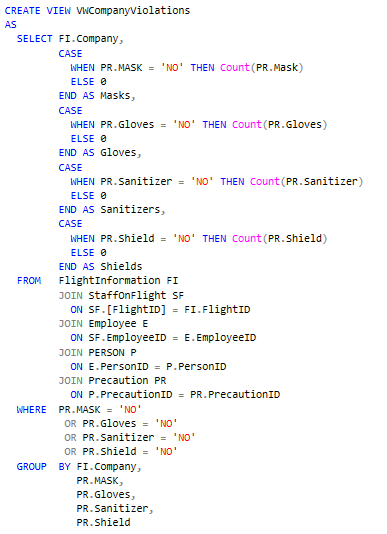 CREATE VIEW VWCompanyViolations
AS
SELECT FI.Company,
CASE
WHEN PR.MASK = 'NO' THEN Count(PR.Mask)
ELSE 0
END AS Masks,
CASE
WHEN PR.Gloves = 'NO' THEN Count(PR.Gloves)
ELSE 0
END AS Gloves,
CASE
WHEN PR.Sanitizer = 'NO' THEN Count(PR.Sanitizer)
ELSE 0
END AS Sanitizers,
CASE
WHEN PR.Shield = 'NO' THEN Count(PR.Shield)
ELSE 0
END AS Shields
FROM FlightInformation FI
JOIN StaffOnFlight SF
ON SF.[FlightID] = FI.FlightID
JOIN Employee E
ON SF.EmployeeID = E.EmployeeID
JOIN PERSON P
ON E.PersonID = P.PersonID
JOIN Precaution PR
ON P.PrecautionID = PR.PrecautionID
WHERE PR.MASK = 'NO'
OR PR.Gloves = 'NO'
OR PR.Sanitizer = 'NO'
OR PR.Shield = 'NO'
GROUP BY FI.Company,
PR.MASK,
PR.Gloves,
PR.Sanitizer,
PR.Shield